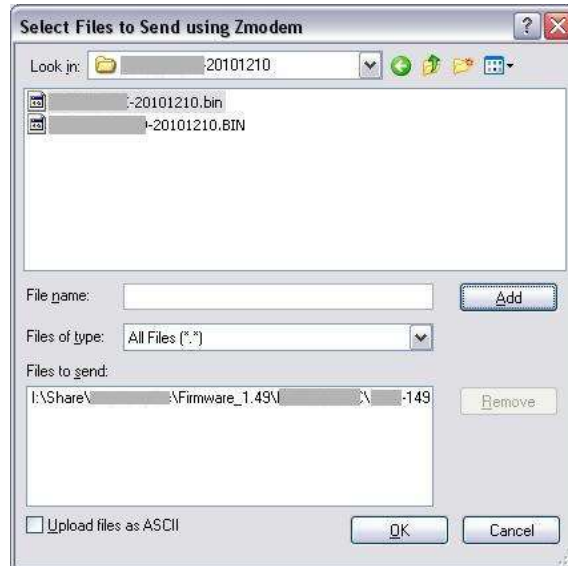 Select Files to Send using Zmodem
Look in: -20101210
-20101210.bin
-20101210.BIN
File name:
Add
Files of type: All Files (*.*)
Files to send:
I:\Share\ \Firmware_1.49\ \ -149
Remove
Upload files as ASCII
OK Cancel